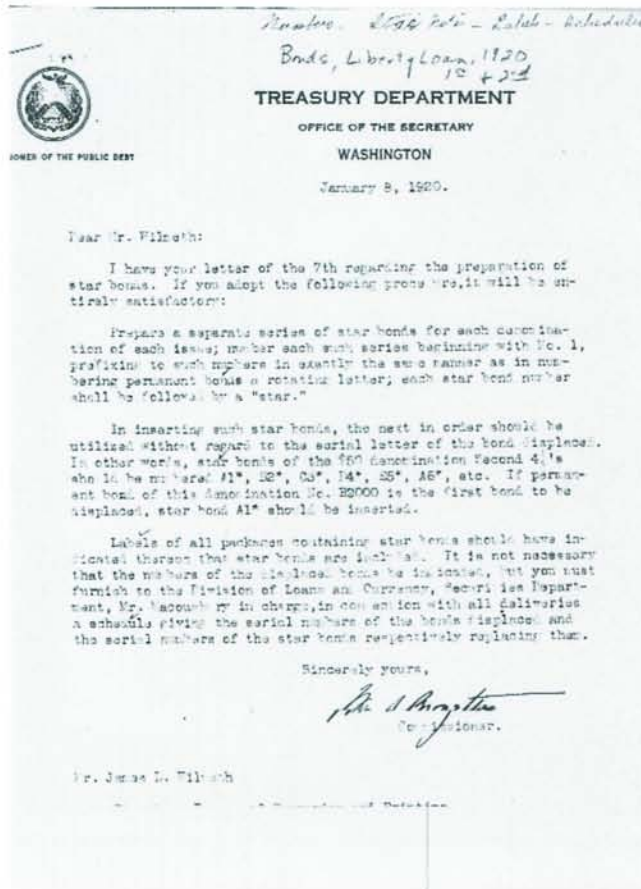 Numbers. Star Note - Labels - Schedules
Bonds, Liberty Loan, 1920
1st & 2nd
TREASURY DEPARTMENT
OFFICE OF THE SECRETARY
WASHINGTON
IONER OF THE PUBLIC DEBT
January 8, 1920.
Dear Mr. Wilmeth:
I have your letter of the 7th regarding the preparation of
star bonds. If you adopt the following procedure, it will be en-
tirely satisfactory:
Prepare a separate series of star bonds for each denomina-
tion of each issue; number each such series beginning with No. 1,
prefixing to such numbers in exactly the same manner as in num-
bering permanent bonds a rotating letter; each star bond number
shall be followed by a "star."
In inserting such star bonds, the next in order should be
utilized without regard to the serial letter of the bond displaced.
In other words, star bonds of the $50 denomination Second 4¼'s
should be numbered A1*, B2*, C3*, D4*, E5*, A6*, etc. If perman-
ent bond of this denomination No. B2000 is the first bond to be
displaced, star bond A1* should be inserted.
Labels of all packages containing star bonds should have in-
dicated thereon that star bonds are included. It is not necessary
that the numbers of the displaced bonds be indicated, but you must
furnish to the Division of Loans and Currency, Securities Depart-
ment, Mr. in charge, in connection with all deliveries
a schedule giving the serial numbers of the bonds displaced and
the serial numbers of the star bonds respectively replacing them.
Sincerely yours,
Commissioner.
Mr. James L. Wilmeth